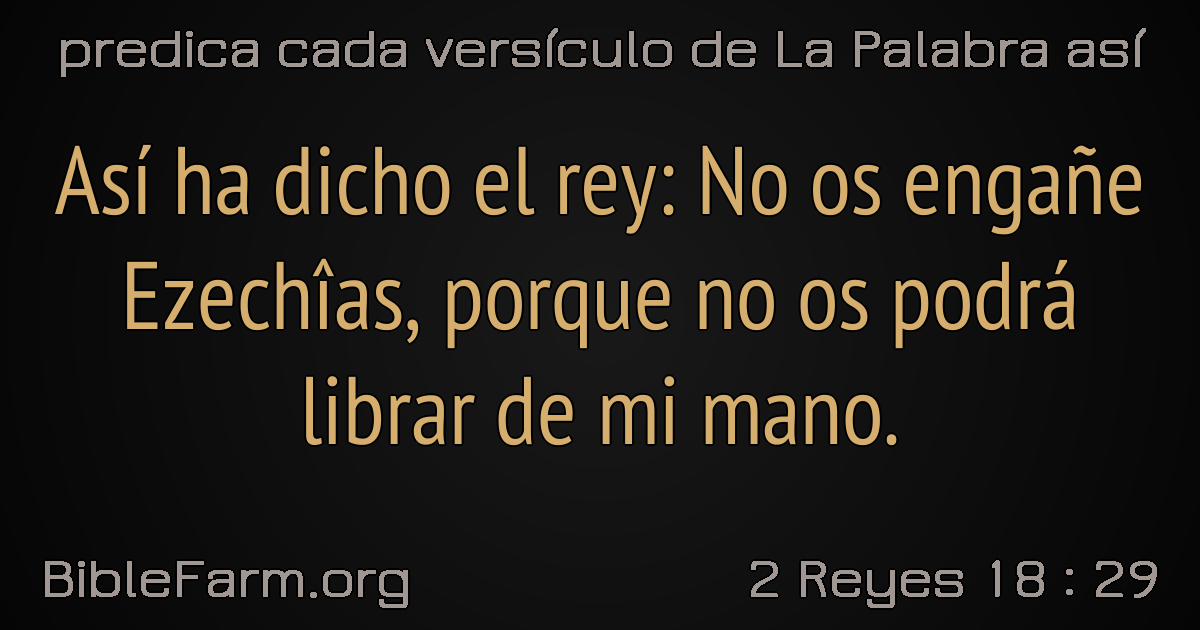 predica cada versículo de La Palabra así
Así ha dicho el rey: No os engañe
Ezechîas, porque no os podrá
librar de mi mano.
BibleFarm.org
2 Reyes 18 : 29